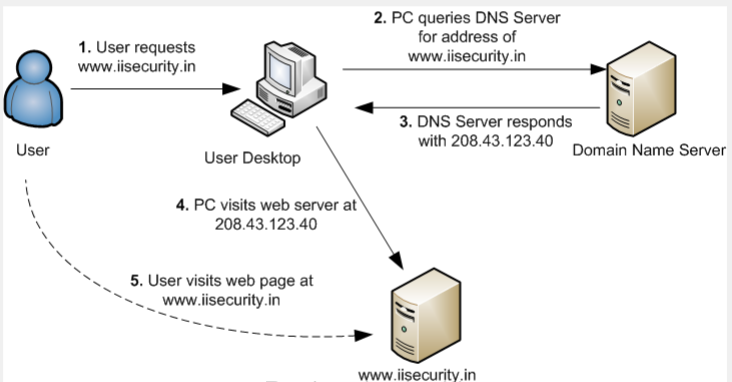 1. User requests
www.iisecurity.in
2. PC queries DNS Server
for address of
www.iisecurity.in
3. DNS Server responds
with 208.43.123.40
User
User Desktop
Domain Name Server
4. PC visits web server at
208.43.123.40
5. User visits web page at
www.iisecurity.in
www.iisecurity.in